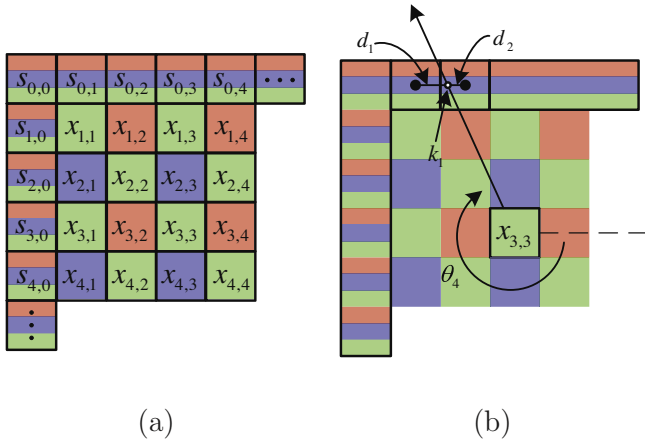 s0,0 s0,1 s0,2 s0,3 s0,4 ...
s1,0 x1,1 x1,2 x1,3 x1,4
s2,0 x2,1 x2,2 x2,3 x2,4
s3,0 x3,1 x3,2 x3,3 x3,4
s4,0 x4,1 x4,2 x4,3 x4,4
⋮
(a)
d1 d2
k1
x3,3
θ4
(b)